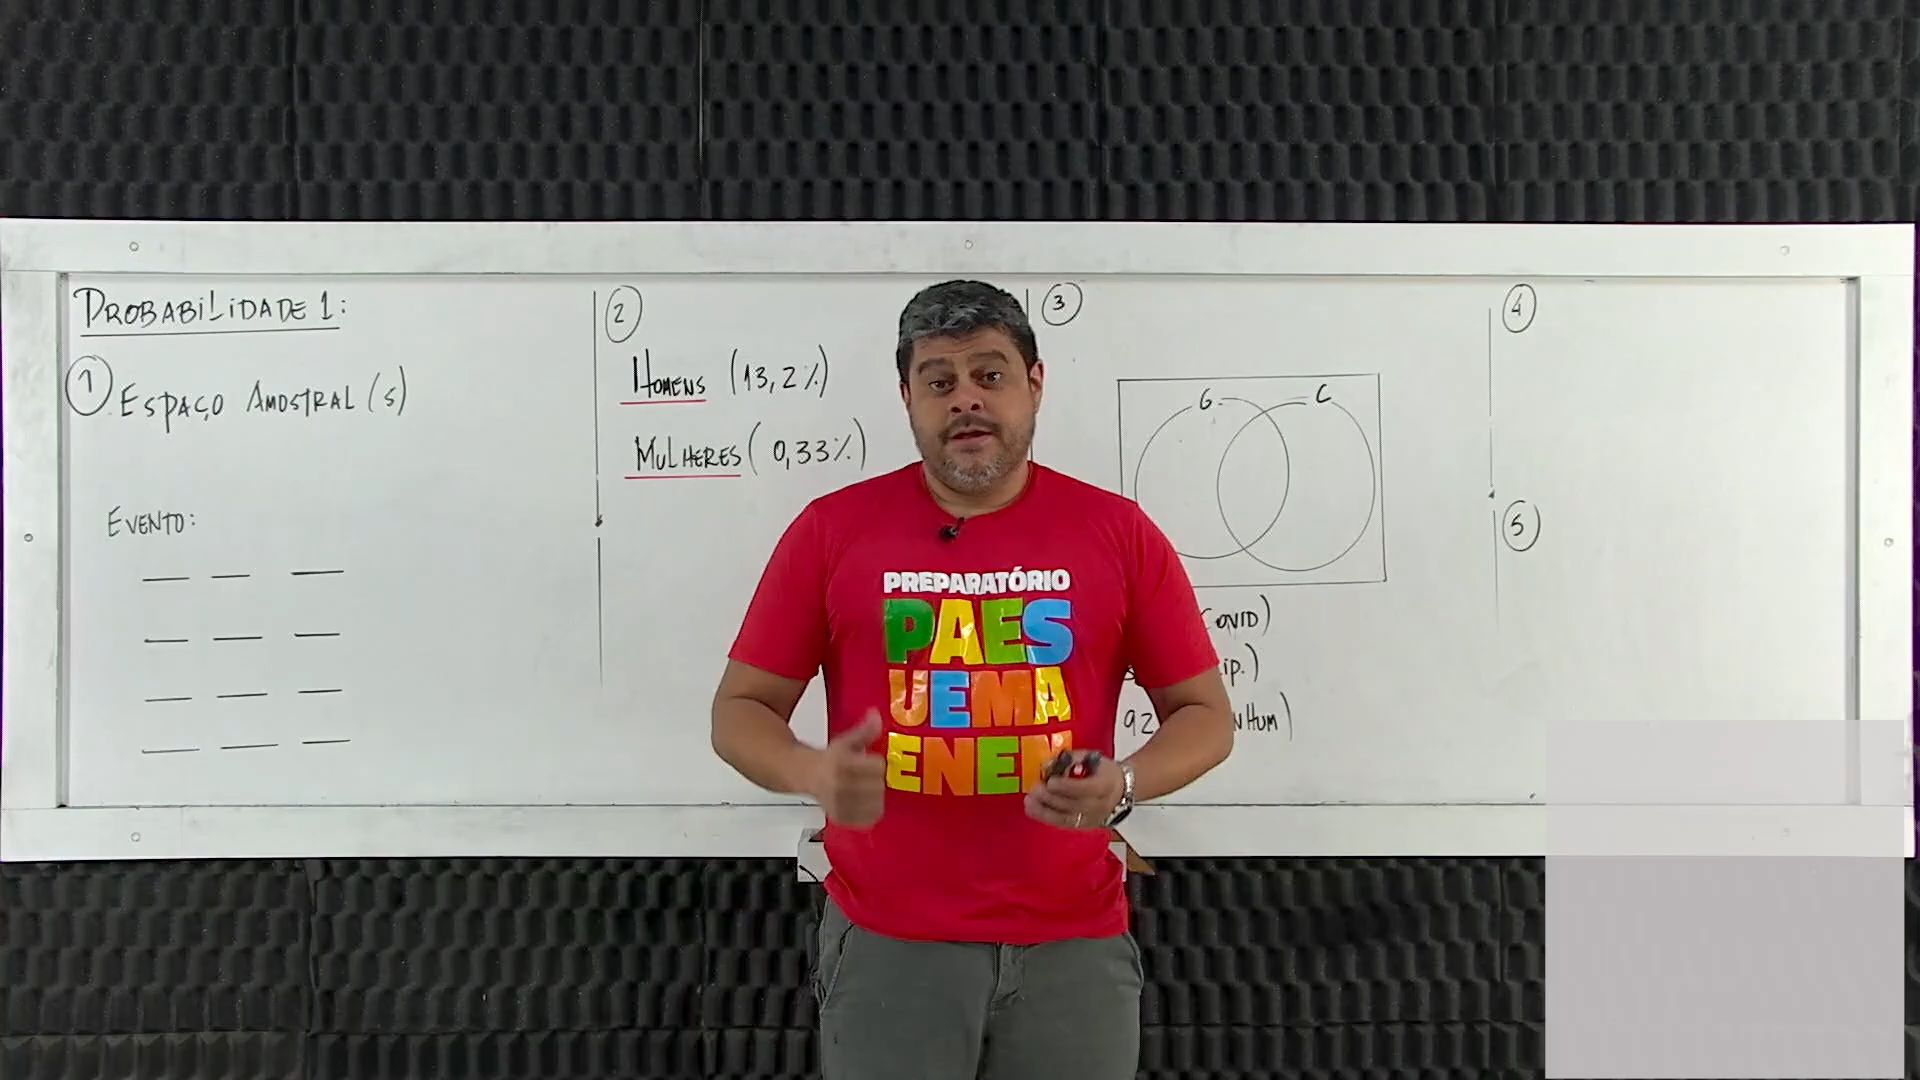 PROBABILIDADE 1:
1 ESPAÇO AMOSTRAL (S)
EVENTO:
2
HOMENS (13,2%)
MULHERES (0,33%)
3
G C
COVID)
92
4
5
PREPARATÓRIO
PAES
UEMA
ENEM